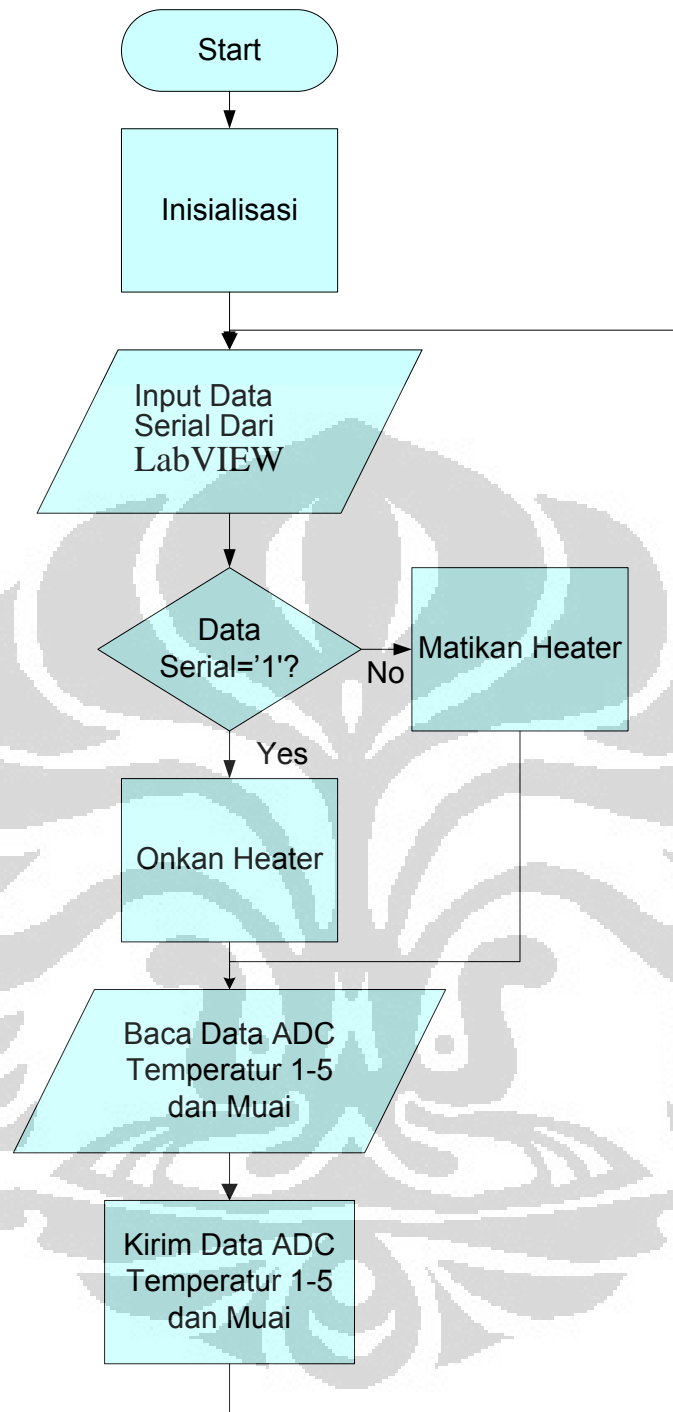 Start
Inisialisasi
Input Data
Serial Dari
LabVIEW
Data
Serial=’1'?
No
Matikan Heater
Yes
Onkan Heater
Baca Data ADC
Temperatur 1-5
dan Muai
Kirim Data ADC
Temperatur 1-5
dan Muai